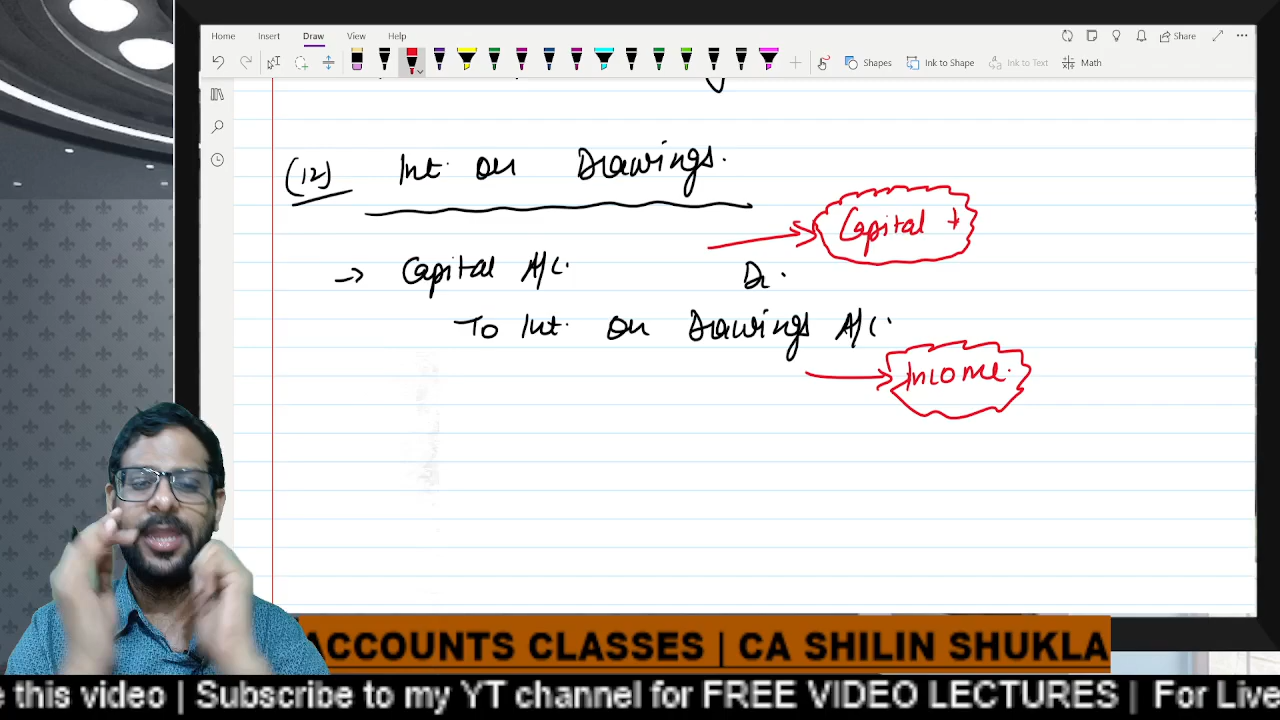 Home Insert Draw View Help Share
Shapes Ink to Shape Ink to Text Math
(12) Int. on Drawings.
Capital +
→ Capital A/c. Dr.
To Int. on Drawings A/c.
Income.
ACCOUNTS CLASSES | CA SHILIN SHUKLA
this video | Subscribe to my YT channel for FREE VIDEO LECTURES | For Live